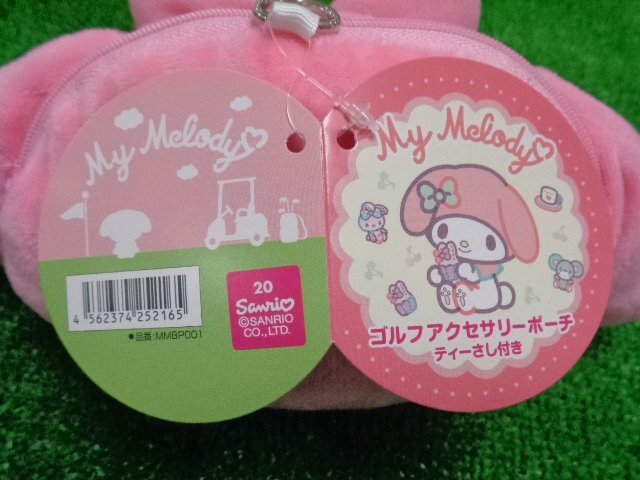 My Melody
4 562374 252165
●品番:MMGP001
20
Sanrio
©SANRIO
CO.,LTD.
My Melody
ゴルフアクセサリーポーチ
ティーさし付き